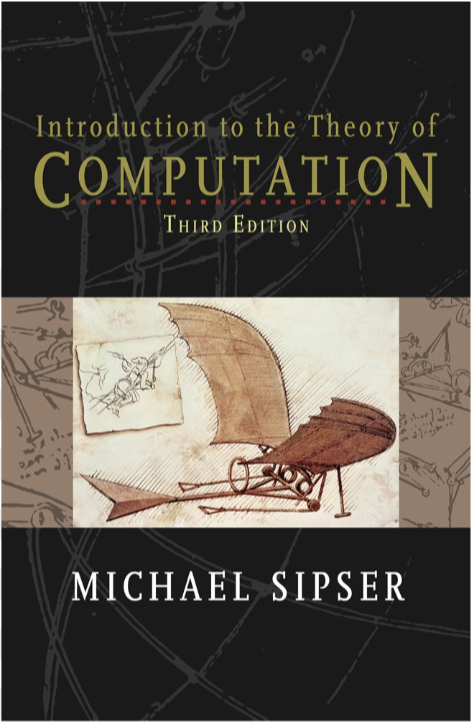 Introduction to the Theory of
COMPUTATION
THIRD EDITION
MICHAEL SIPSER